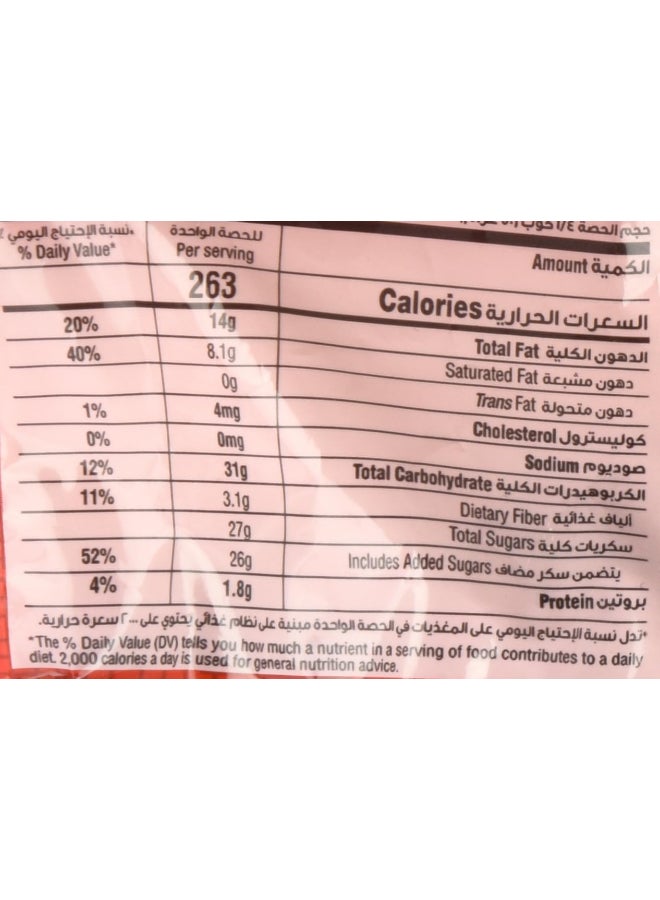 حجم الحصة ١/٤ كوب
الكمية Amount للحصة الواحدة Per serving *نسبة الإحتياج اليومي % Daily Value*
السعرات الحرارية Calories 263
الدهون الكلية Total Fat 14g 20%
دهون مشبعة Saturated Fat 8.1g 40%
دهون متحولة Trans Fat 0g
كوليسترول Cholesterol 4mg 1%
صوديوم Sodium 0mg 0%
الكربوهيدرات الكلية Total Carbohydrate 31g 12%
ألياف غذائية Dietary Fiber 3.1g 11%
سكريات كلية Total Sugars 27g
يتضمن سكر مضاف Includes Added Sugars 26g 52%
بروتين Protein 1.8g 4%
*تدل نسبة الإحتياج اليومي على المغذيات في الحصة الواحدة مبنية على نظام غذائي يحتوي على ٢٠٠٠ سعرة حرارية.
*The % Daily Value (DV) tells you how much a nutrient in a serving of food contributes to a daily
diet. 2,000 calories a day is used for general nutrition advice.